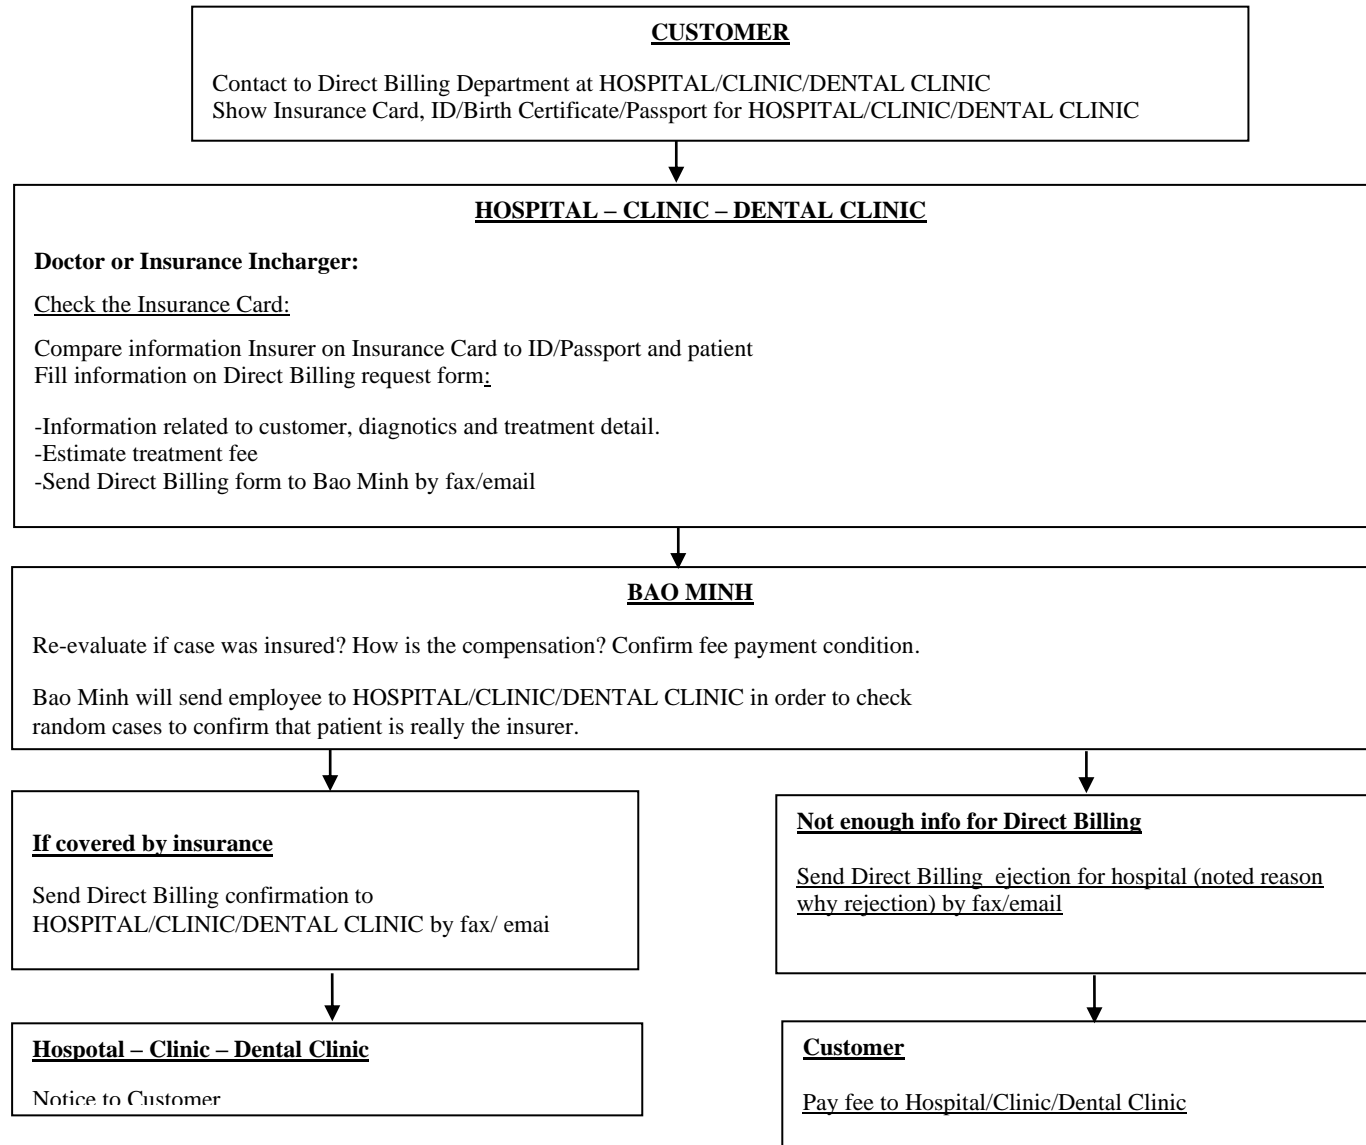 CUSTOMER
Contact to Direct Billing Department at HOSPITAL/CLINIC/DENTAL CLINIC
Show Insurance Card, ID/Birth Certificate/Passport for HOSPITAL/CLINIC/DENTAL CLINIC
HOSPITAL – CLINIC – DENTAL CLINIC
Doctor or Insurance Incharger:
Check the Insurance Card:
Compare information Insurer on Insurance Card to ID/Passport and patient
Fill information on Direct Billing request form:
-Information related to customer, diagnotics and treatment detail.
-Estimate treatment fee
-Send Direct Billing form to Bao Minh by fax/email
BAO MINH
Re-evaluate if case was insured? How is the compensation? Confirm fee payment condition.
Bao Minh will send employee to HOSPITAL/CLINIC/DENTAL CLINIC in order to check
random cases to confirm that patient is really the insurer.
If covered by insurance
Send Direct Billing confirmation to
HOSPITAL/CLINIC/DENTAL CLINIC by fax/ emai
Not enough info for Direct Billing
Send Direct Billing ejection for hospital (noted reason
why rejection) by fax/email
Hospotal – Clinic – Dental Clinic
Notice to Customer
Customer
Pay fee to Hospital/Clinic/Dental Clinic